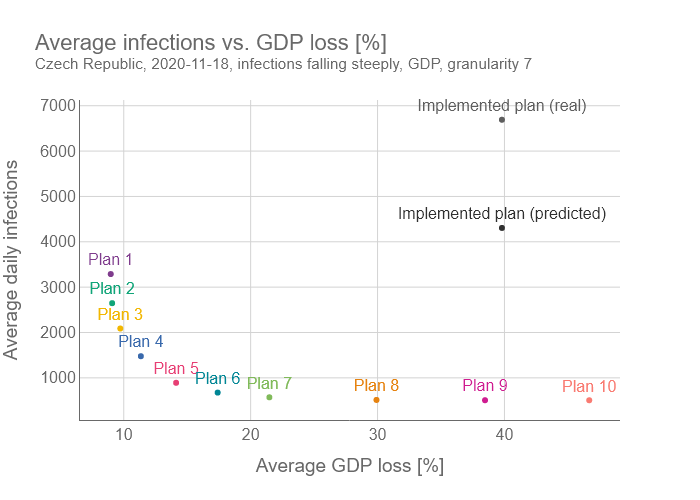 Average infections vs. GDP loss [%]
Czech Republic, 2020-11-18, infections falling steeply, GDP, granularity 7
7000
Implemented plan (real)
6000
5000
Implemented plan (predicted)
4000
Plan 1
3000
Plan 2
Plan 3
2000
Plan 4
Plan 5
1000
Plan 6
Plan 7
Plan 8
Plan 9
Plan 10
10
20
30
40
Average daily infections
Average GDP loss [%]